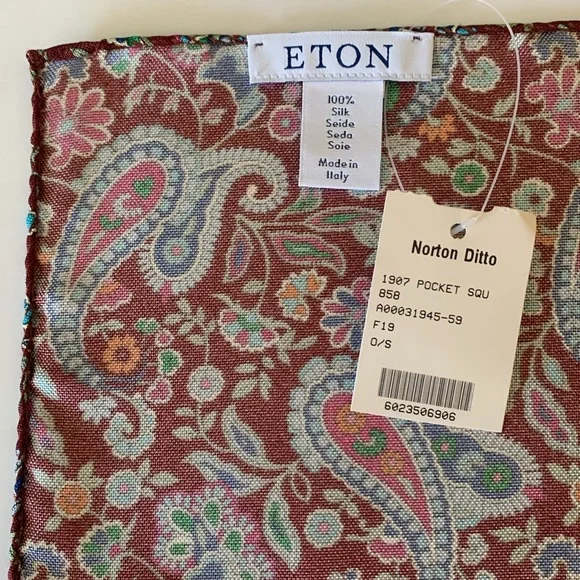 ETON
100%
Silk
Seide
Seda
Soie
Made in
Italy
Norton Ditto
1907 POCKET SQU
858
A00031945-59
F19
O/S
6023506906